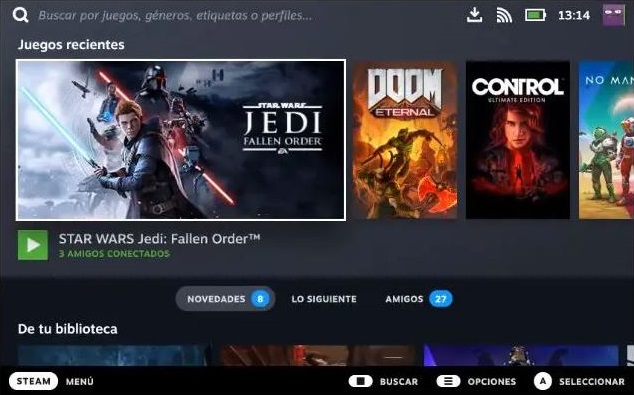 Buscar por juegos, géneros, etiquetas o perfiles...
13:14
Juegos recientes
STAR WARS
JEDI
FALLEN ORDER
EA
DOOM
ETERNAL
CONTROL
ULTIMATE EDITION
NO MAN
STAR WARS Jedi: Fallen Order™
3 AMIGOS CONECTADOS
NOVEDADES 8 LO SIGUIENTE AMIGOS 27
De tu biblioteca
STEAM MENÚ BUSCAR OPCIONES A SELECCIONAR